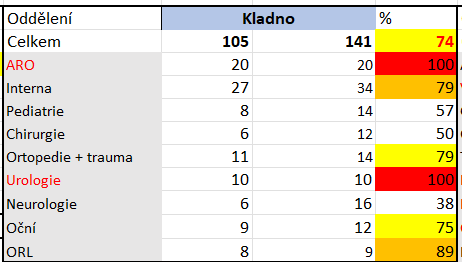 Oddělení Kladno %
Celkem 105 141 74
ARO 20 20 100
Interna 27 34 79
Pediatrie 8 14 57
Chirurgie 6 12 50
Ortopedie + trauma 11 14 79
Urologie 10 10 100
Neurologie 6 16 38
Oční 9 12 75
ORL 8 9 89